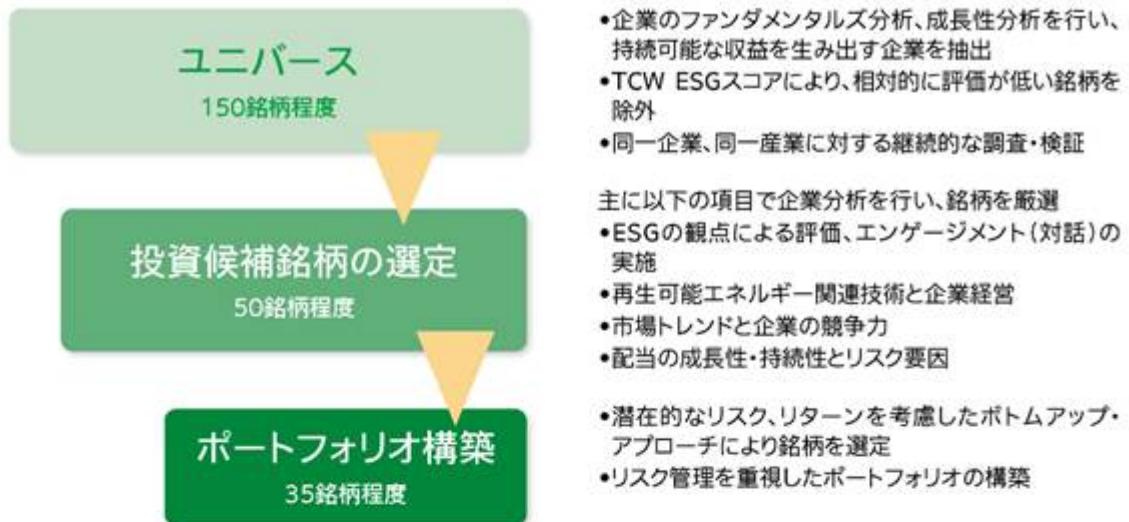 ユニバース
150銘柄程度
•企業のファンダメンタルズ分析、成長性分析を行い、
持続可能な収益を生み出す企業を抽出
•TCW ESGスコアにより、相対的に評価が低い銘柄を
除外
•同一企業、同一産業に対する継続的な調査・検証
投資候補銘柄の選定
50銘柄程度
主に以下の項目で企業分析を行い、銘柄を厳選
•ESGの観点による評価、エンゲージメント(対話)の
実施
•再生可能エネルギー関連技術と企業経営
•市場トレンドと企業の競争力
•配当の成長性・持続性とリスク要因
ポートフォリオ構築
35銘柄程度
•潜在的なリスク、リターンを考慮したボトムアップ・
アプローチにより銘柄を選定
•リスク管理を重視したポートフォリオの構築